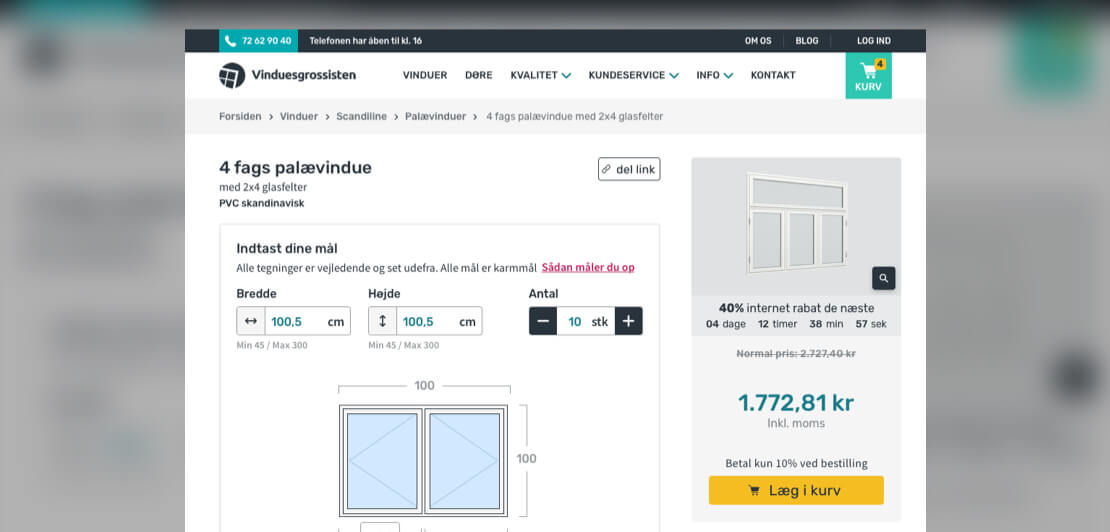 72 62 90 40 Telefonen har åben til kl. 16 OM OS BLOG LOG IND
Vinduesgrossisten VINDUER DØRE KVALITET KUNDESERVICE INFO KONTAKT 4 KURV
Forsiden > Vinduer > Scandiline > Palævinduer > 4 fags palævindue med 2x4 glasfelter
4 fags palævindue
del link
med 2x4 glasfelter
PVC skandinavisk
Indtast dine mål
Alle tegninger er vejledende og set udefra. Alle mål er karmmål Sådan måler du op
Bredde Højde Antal
100,5 cm 100,5 cm 10 stk
Min 45 / Max 300 Min 45 / Max 300
100
100
40% internet rabat de næste
04 dage 12 timer 38 min 57 sek
Normal pris: 2.727,40 kr
1.772,81 kr
Inkl. moms
Betal kun 10% ved bestilling
Læg i kurv